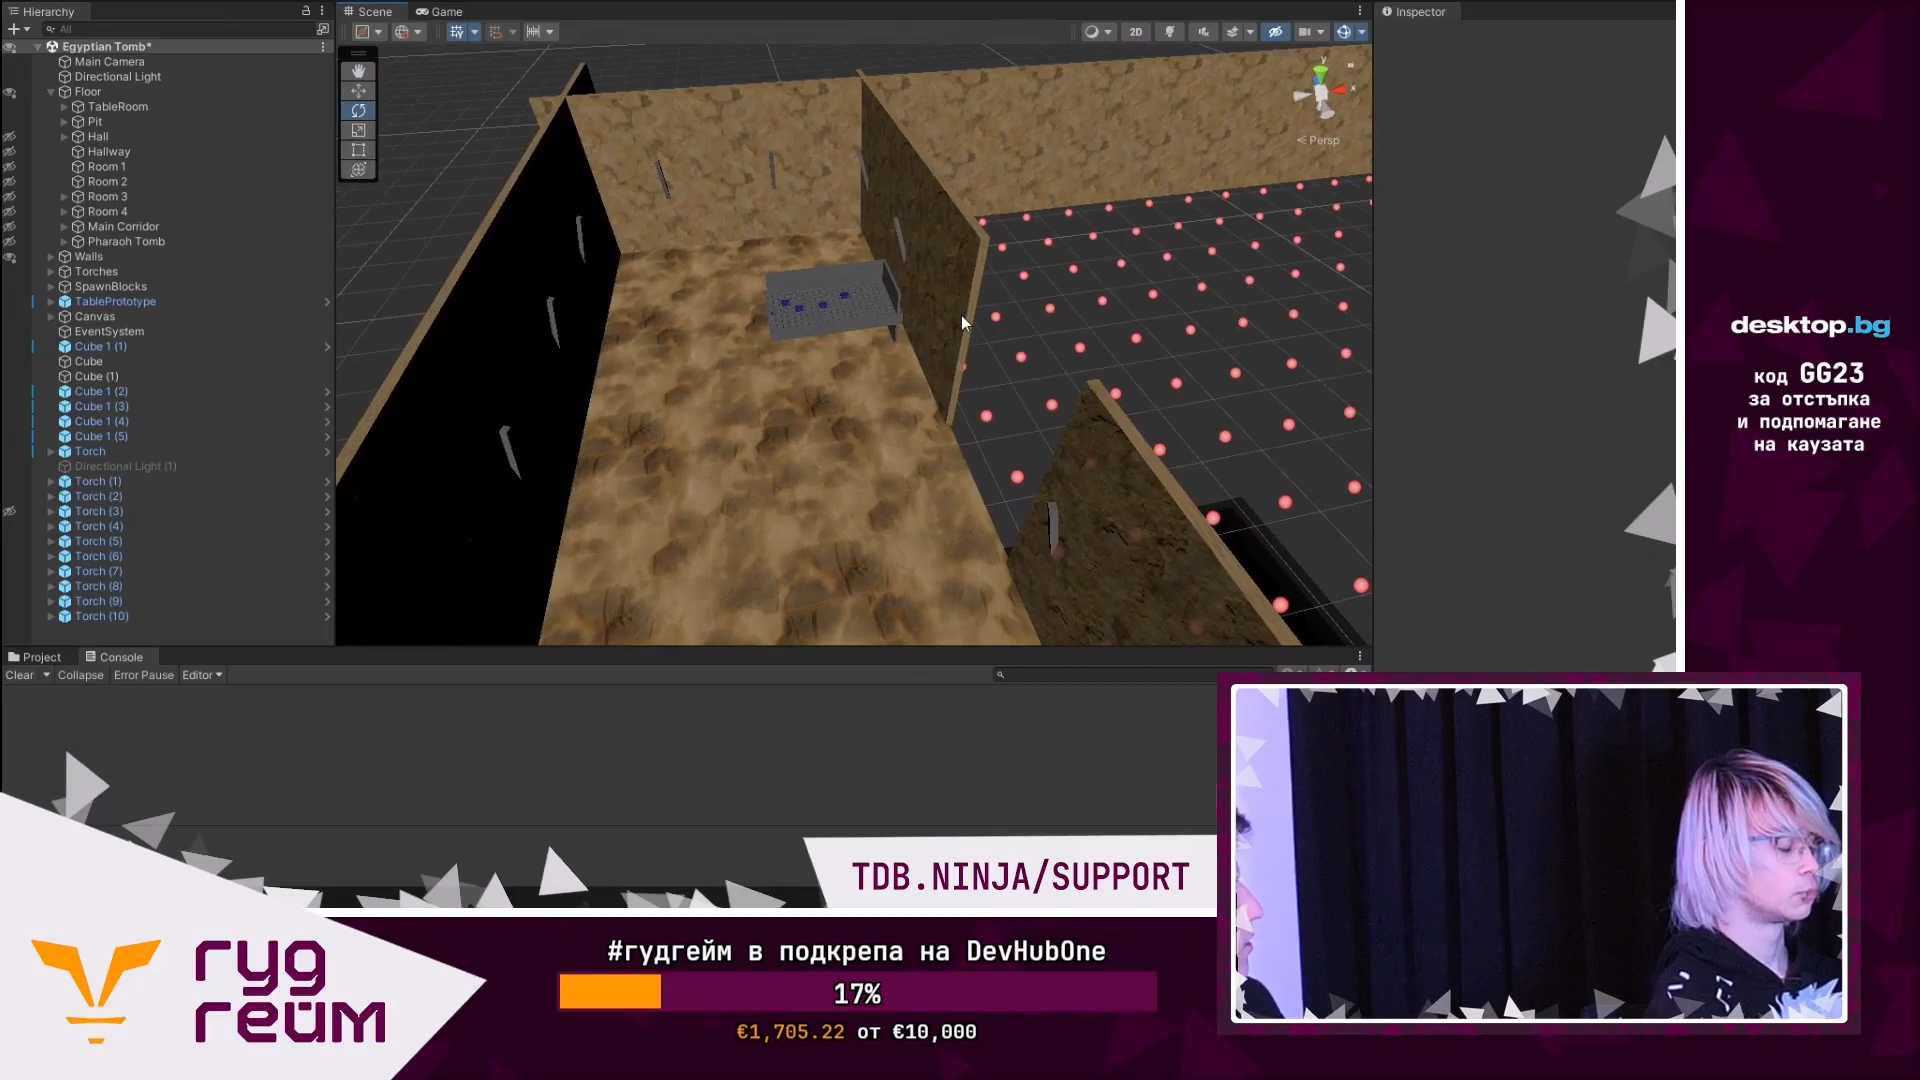 Hierarchy
All
Egyptian Tomb*
Main Camera
Directional Light
Floor
TableRoom
Pit
Hall
Hallway
Room 1
Room 2
Room 3
Room 4
Main Corridor
Pharaoh Tomb
Walls
Torches
SpawnBlocks
TablePrototype
Canvas
EventSystem
Cube 1 (1)
Cube
Cube (1)
Cube 1 (2)
Cube 1 (3)
Cube 1 (4)
Cube 1 (5)
Torch
Directional Light (1)
Torch (1)
Torch (2)
Torch (3)
Torch (4)
Torch (5)
Torch (6)
Torch (7)
Torch (8)
Torch (9)
Torch (10)
Scene Game
2D
y
x
Persp
Inspector
Project Console
Clear Collapse Error Pause Editor
desktop.bg
код GG23
за отстъпка
и подпомагане
на каузата
TDB.NINJA/SUPPORT
гуд
гейм
#гудгейм в подкрепа на DevHubOne
17%
€1,705.22 от €10,000